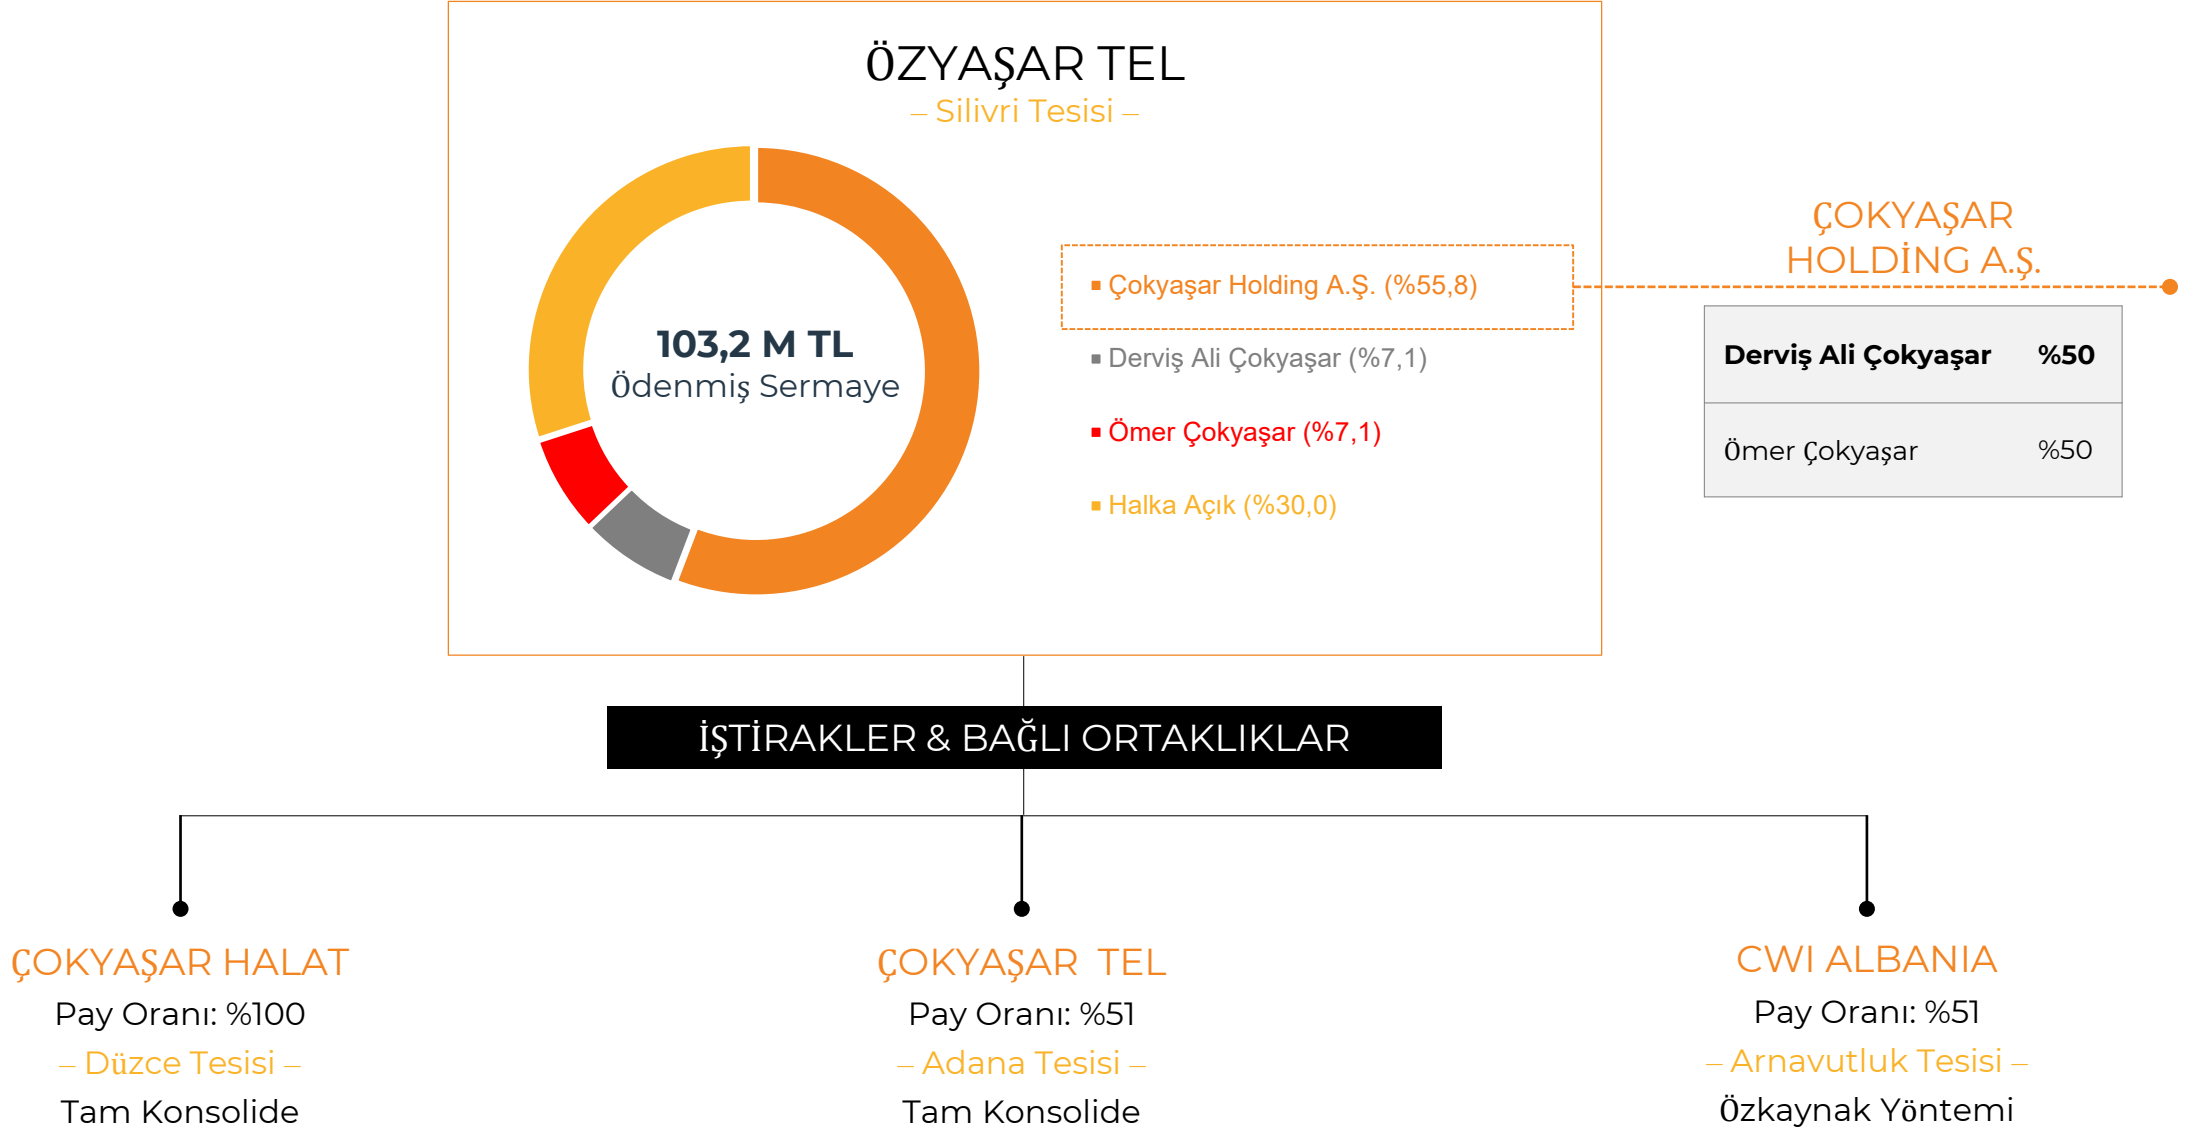 ÖZYAŞAR TEL
– Silivri Tesisi –
103,2 M TL
Ödenmiş Sermaye
Çokyaşar Holding A.Ş. (%55,8)
Derviş Ali Çokyaşar (%7,1)
Ömer Çokyaşar (%7,1)
Halka Açık (%30,0)
ÇOKYAŞAR
HOLDİNG A.Ş.
Derviş Ali Çokyaşar %50
Ömer Çokyaşar %50
İŞTİRAKLER & BAĞLI ORTAKLIKLAR
ÇOKYAŞAR HALAT
Pay Oranı: %100
– Düzce Tesisi –
Tam Konsolide
ÇOKYAŞAR TEL
Pay Oranı: %51
– Adana Tesisi –
Tam Konsolide
CWI ALBANIA
Pay Oranı: %51
– Arnavutluk Tesisi –
Özkaynak Yöntemi